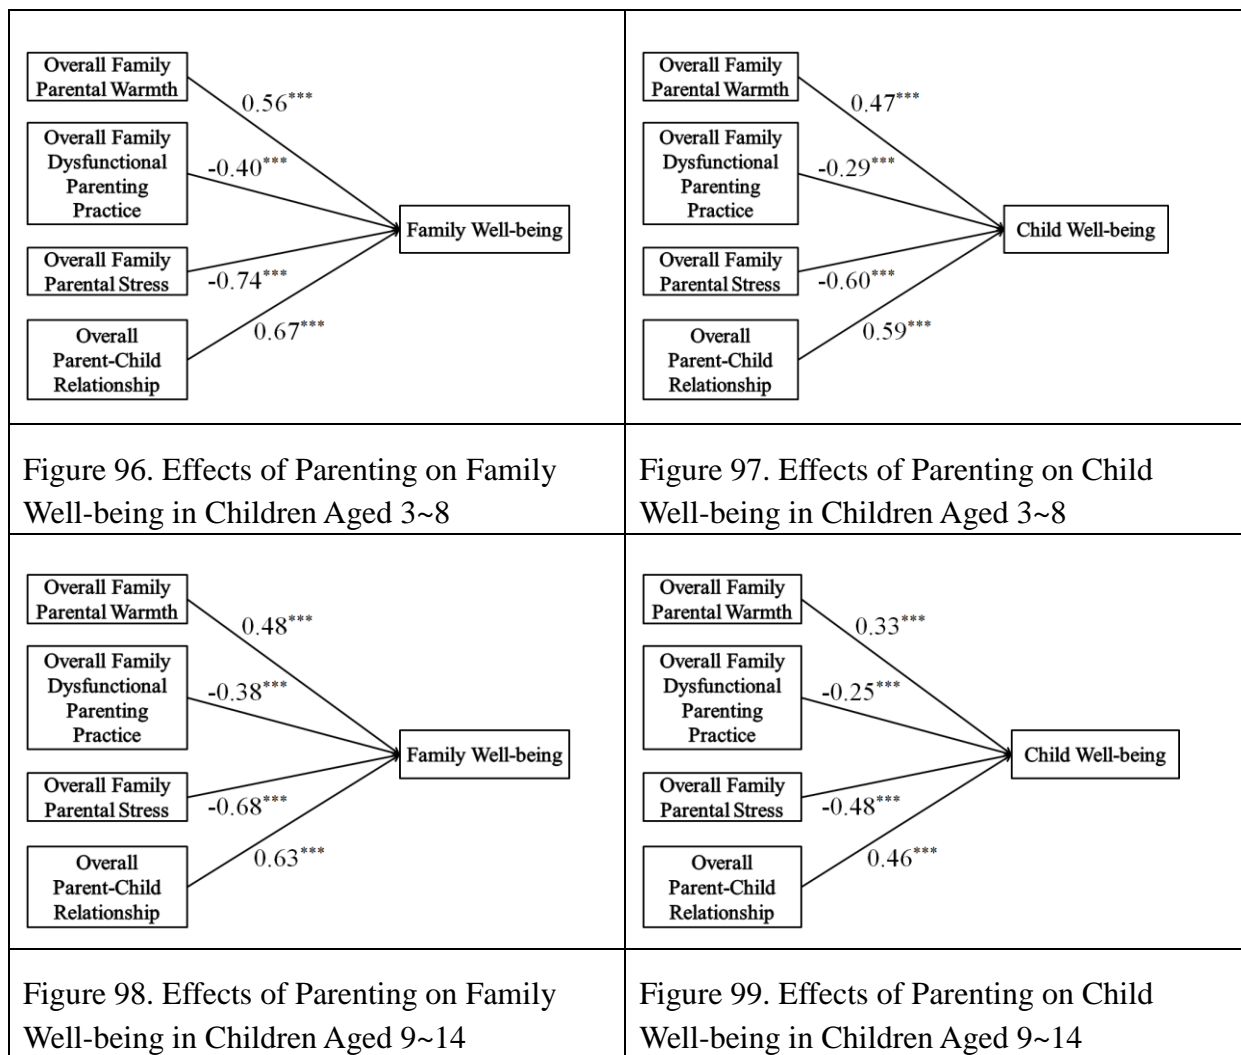 Overall Family
Parental Warmth
0.56***
Overall Family
Dysfunctional
Parenting
Practice
-0.40***
Family Well-being
Overall Family
Parental Stress
-0.74***
Overall
Parent-Child
Relationship
0.67***
Overall Family
Parental Warmth
0.47***
Overall Family
Dysfunctional
Parenting
Practice
-0.29***
Child Well-being
Overall Family
Parental Stress
-0.60***
Overall
Parent-Child
Relationship
0.59***
Figure 96. Effects of Parenting on Family
Well-being in Children Aged 3~8
Figure 97. Effects of Parenting on Child
Well-being in Children Aged 3~8
Overall Family
Parental Warmth
0.48***
Overall Family
Dysfunctional
Parenting
Practice
-0.38***
Family Well-being
Overall Family
Parental Stress
-0.68***
Overall
Parent-Child
Relationship
0.63***
Overall Family
Parental Warmth
0.33***
Overall Family
Dysfunctional
Parenting
Practice
-0.25***
Child Well-being
Overall Family
Parental Stress
-0.48***
Overall
Parent-Child
Relationship
0.46***
Figure 98. Effects of Parenting on Family
Well-being in Children Aged 9~14
Figure 99. Effects of Parenting on Child
Well-being in Children Aged 9~14